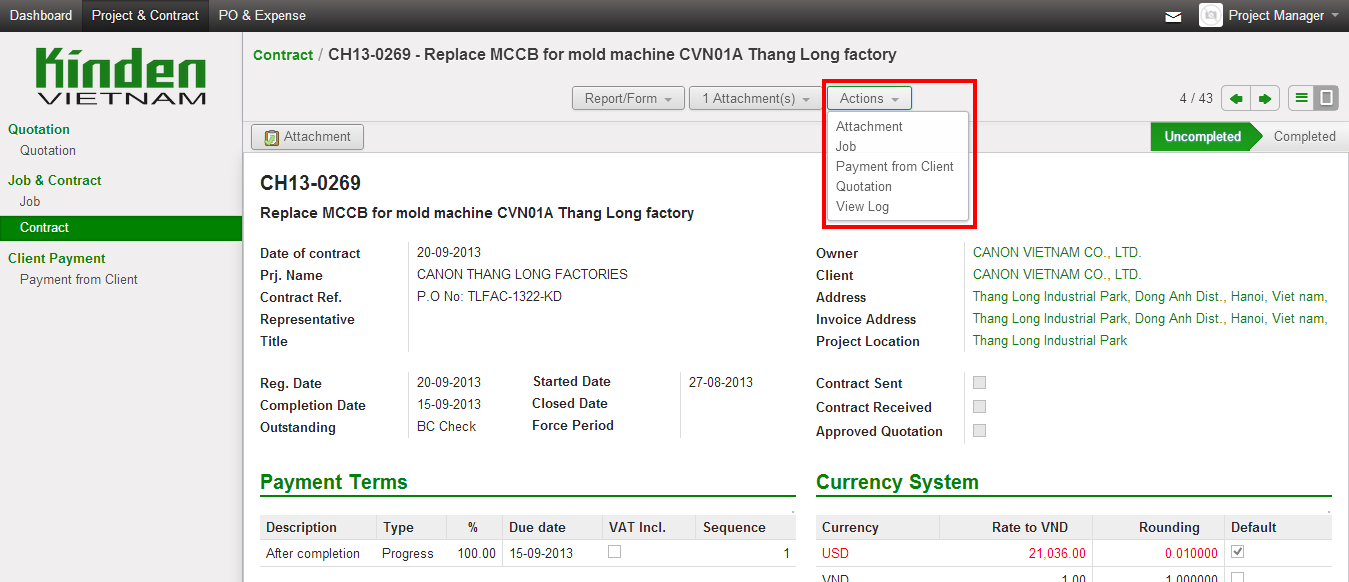 Dashboard Project & Contract PO & Expense Project Manager
Kinden
VIETNAM
Contract / CH13-0269 - Replace MCCB for mold machine CVN01A Thang Long factory
Report/Form 1 Attachment(s) Actions 4 / 43
Attachment
Job
Payment from Client
Quotation
View Log
Attachment Uncompleted Completed
Quotation
Quotation
Job & Contract
Job
Contract
Client Payment
Payment from Client
CH13-0269
Replace MCCB for mold machine CVN01A Thang Long factory
Date of contract 20-09-2013
Prj. Name CANON THANG LONG FACTORIES
Contract Ref. P.O No: TLFAC-1322-KD
Representative
Title
Owner CANON VIETNAM CO., LTD.
Client CANON VIETNAM CO., LTD.
Address Thang Long Industrial Park, Dong Anh Dist., Hanoi, Viet nam,
Invoice Address Thang Long Industrial Park, Dong Anh Dist., Hanoi, Viet nam,
Project Location Thang Long Industrial Park
Reg. Date 20-09-2013 Started Date 27-08-2013
Completion Date 15-09-2013 Closed Date
Outstanding BC Check Force Period
Contract Sent
Contract Received
Approved Quotation
Payment Terms
Description Type % Due date VAT Incl. Sequence
After completion Progress 100.00 15-09-2013 1
Currency System
Currency Rate to VND Rounding Default
USD 21,036.00 0.010000
VND 1.00 1.000000